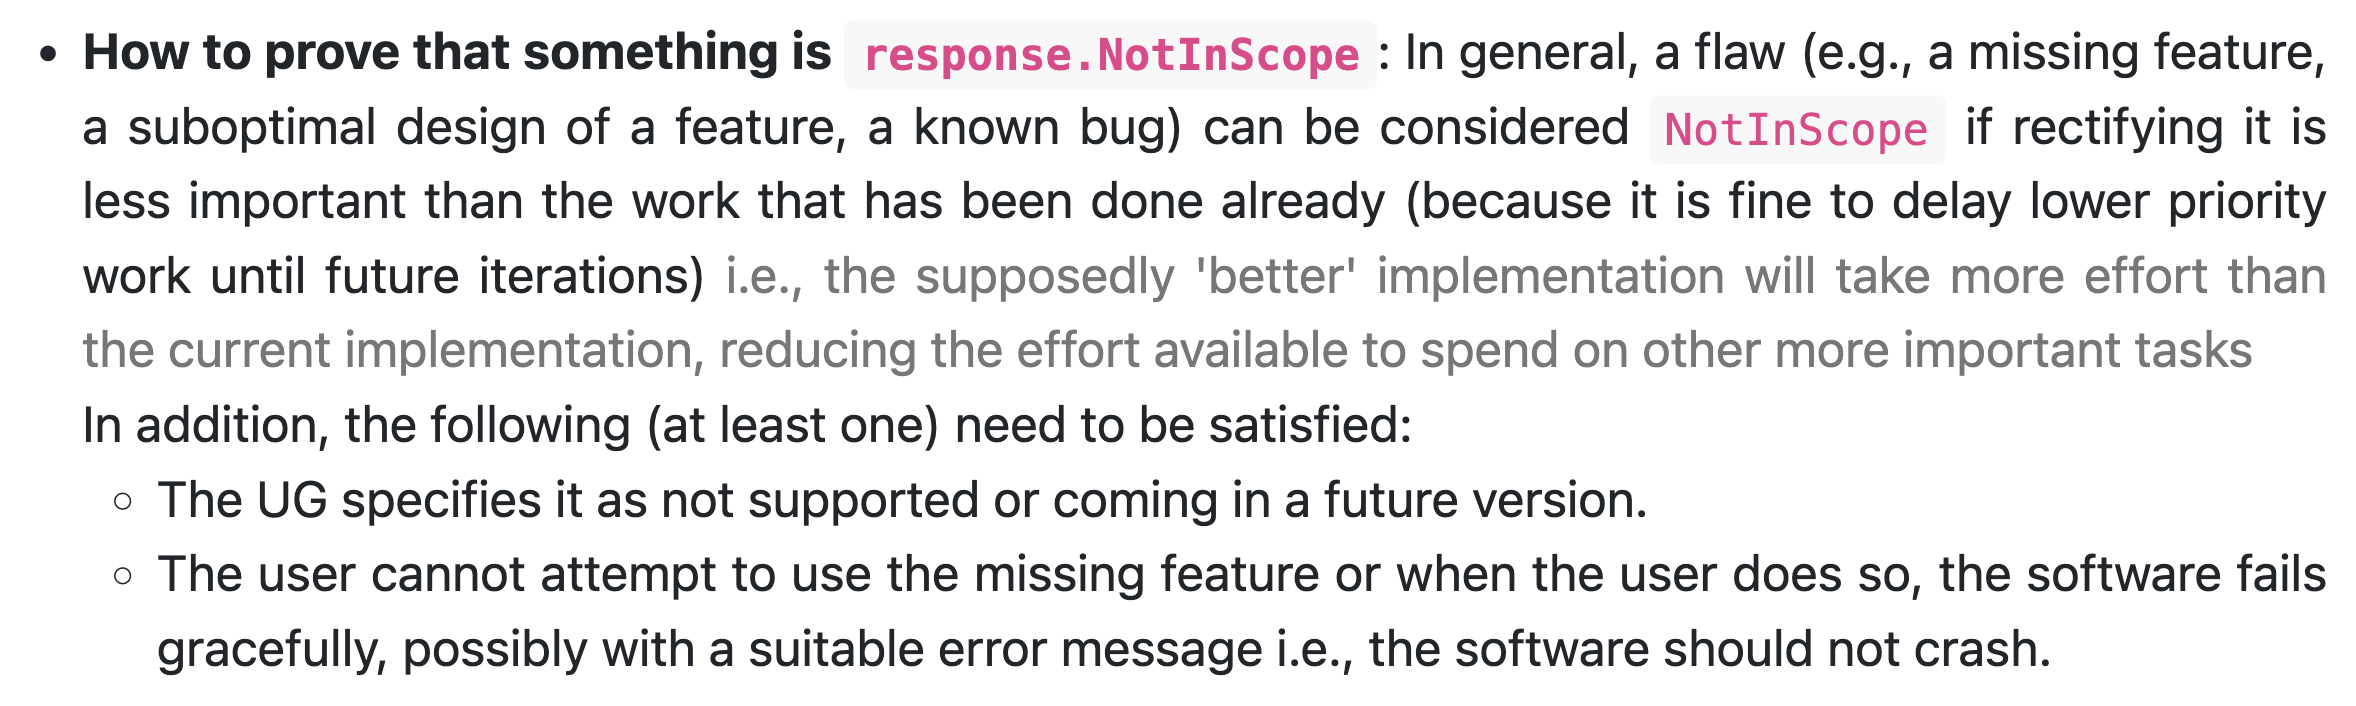 • How to prove that something is response.NotInScope : In general, a flaw (e.g., a missing feature,
a suboptimal design of a feature, a known bug) can be considered NotInScope if rectifying it is
less important than the work that has been done already (because it is fine to delay lower priority
work until future iterations) i.e., the supposedly 'better' implementation will take more effort than
the current implementation, reducing the effort available to spend on other more important tasks
In addition, the following (at least one) need to be satisfied:
○ The UG specifies it as not supported or coming in a future version.
○ The user cannot attempt to use the missing feature or when the user does so, the software fails
gracefully, possibly with a suitable error message i.e., the software should not crash.